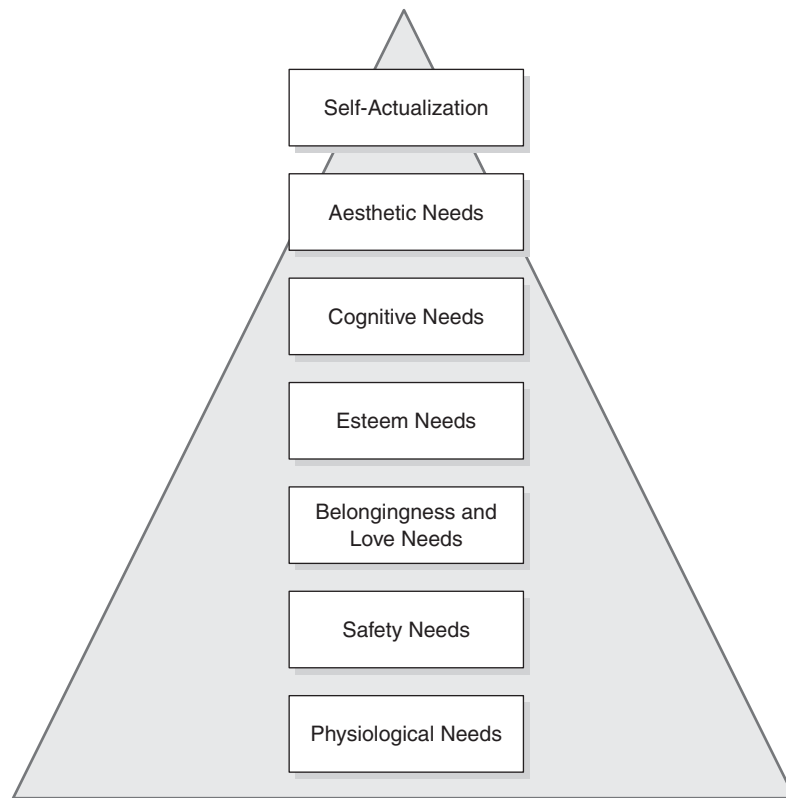 Self-Actualization
Aesthetic Needs
Cognitive Needs
Esteem Needs
Belongingness and
Love Needs
Safety Needs
Physiological Needs